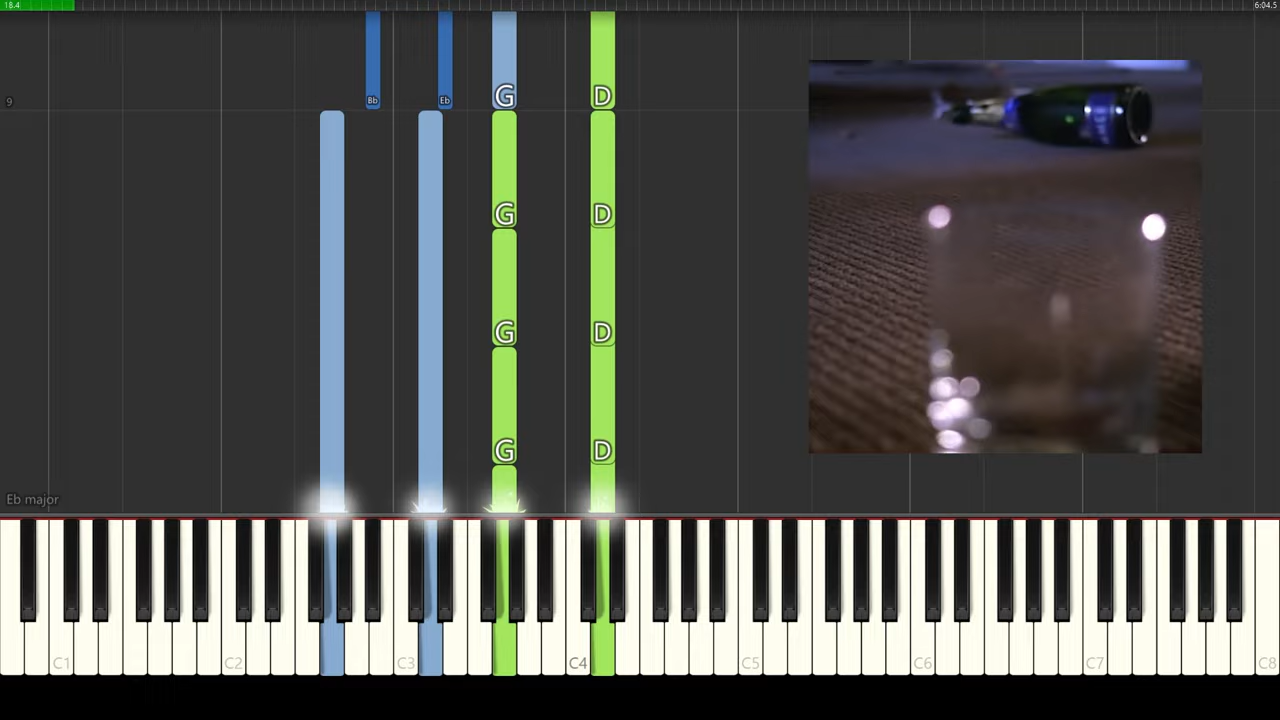 18.4 6:04.5
Bb Eb G D
9
G D
G D
G D
Eb major
C1 C2 C3 C4 C5 C6 C7 C8